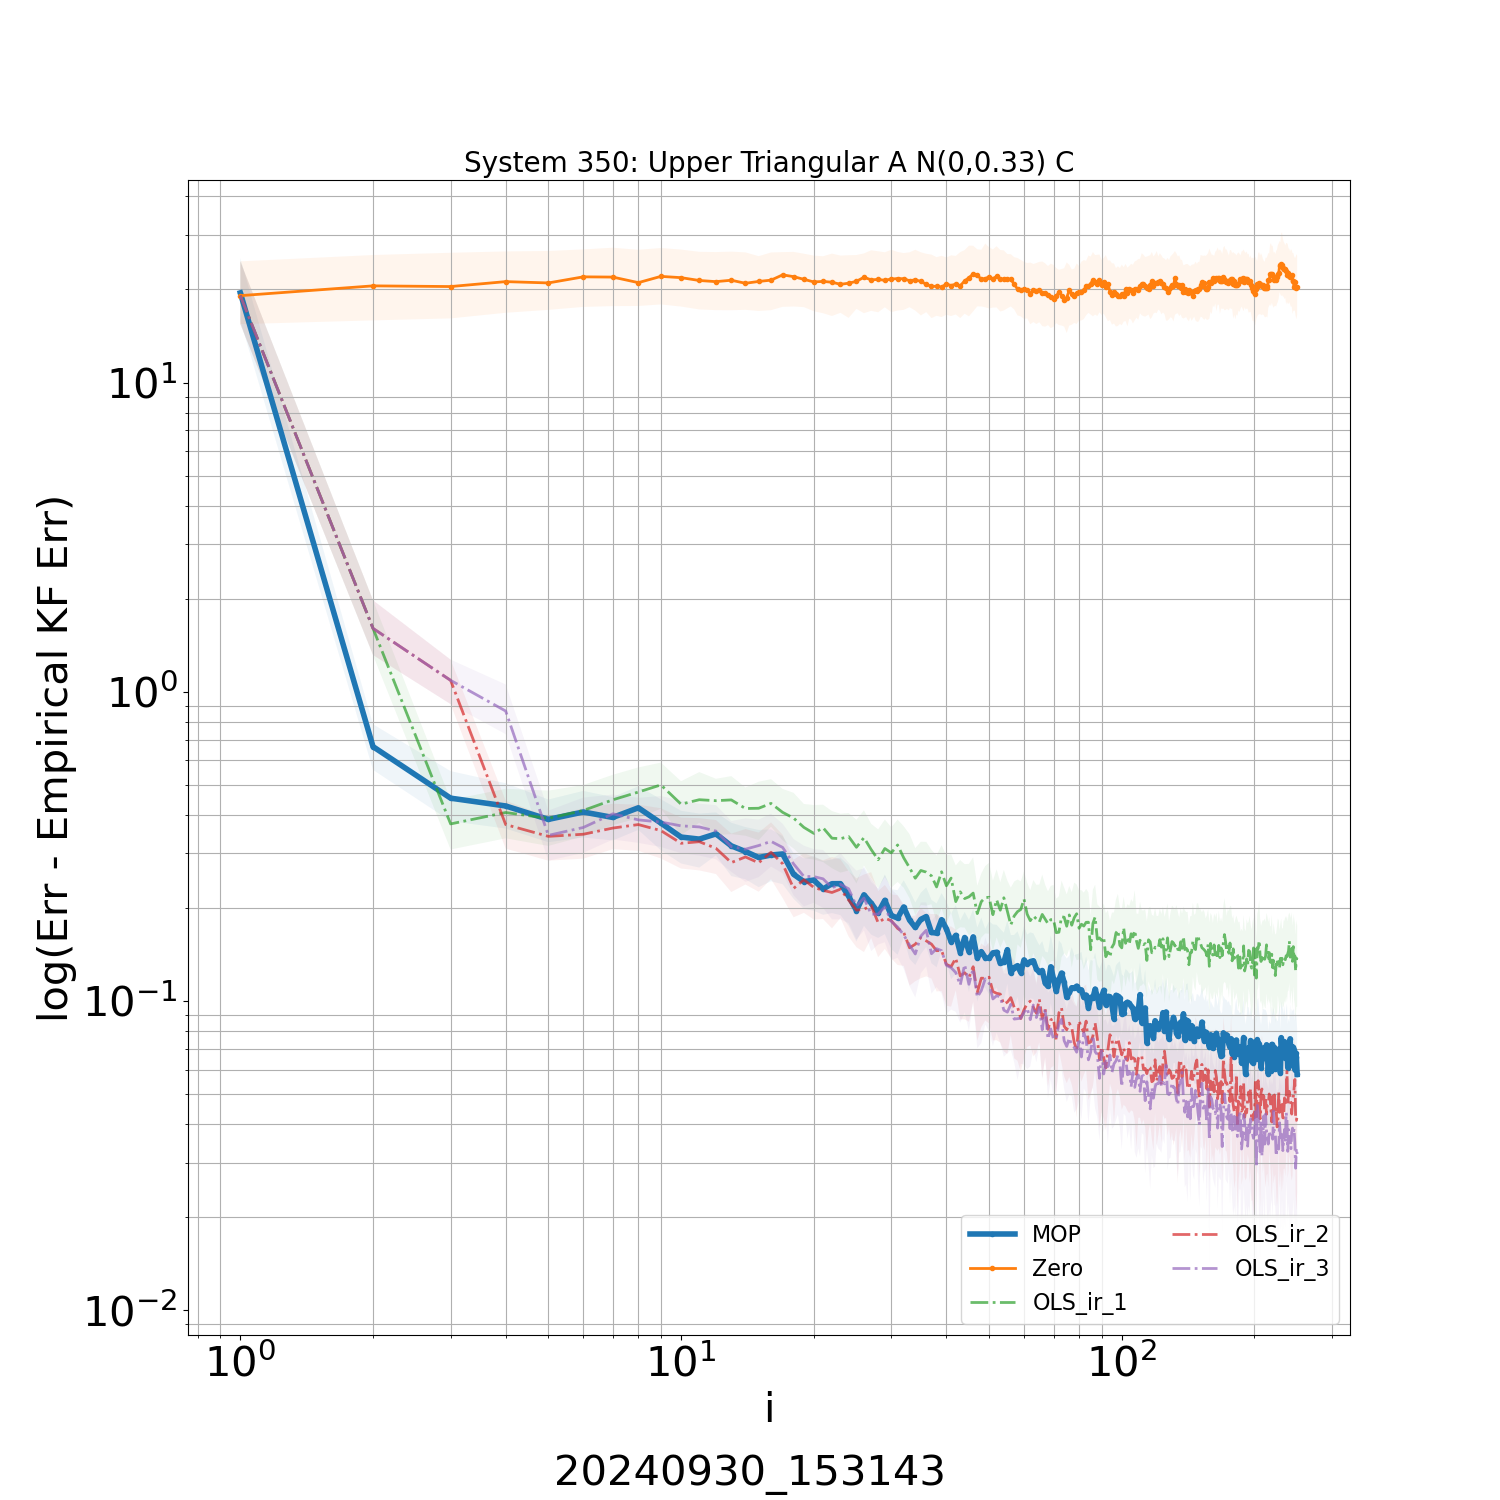 System 350: Upper Triangular A N(0,0.33) C
log(Err - Empirical KF Err)
10¹
10⁰
10⁻¹
10⁻²
10⁰
10¹
10²
i
MOP
Zero
OLS_ir_1
OLS_ir_2
OLS_ir_3
20240930_153143